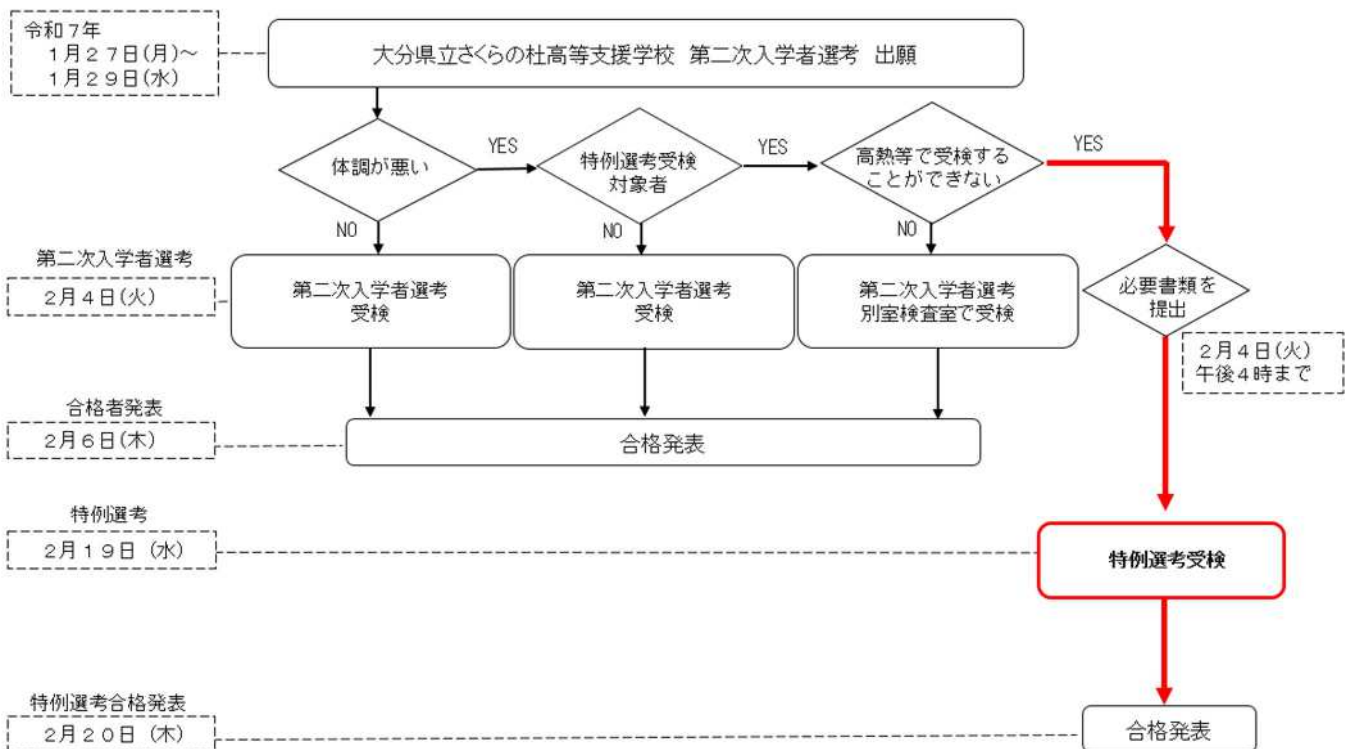 令和７年
１月２７日(月)～
１月２９日(水)
大分県立さくらの杜高等支援学校　第二次入学者選考　出願
体調が悪い
YES
特例選考受検
対象者
YES
高熱等で受検する
ことができない
YES
NO
NO
NO
第二次入学者選考
２月４日(火)
第二次入学者選考
受検
第二次入学者選考
受検
第二次入学者選考
別室検査室で受検
必要書類を
提出
２月４日(火)
午後４時まで
合格者発表
２月６日(木)
合格発表
特例選考
２月１９日（水）
特例選考受検
特例選考合格発表
２月２０日（木）
合格発表